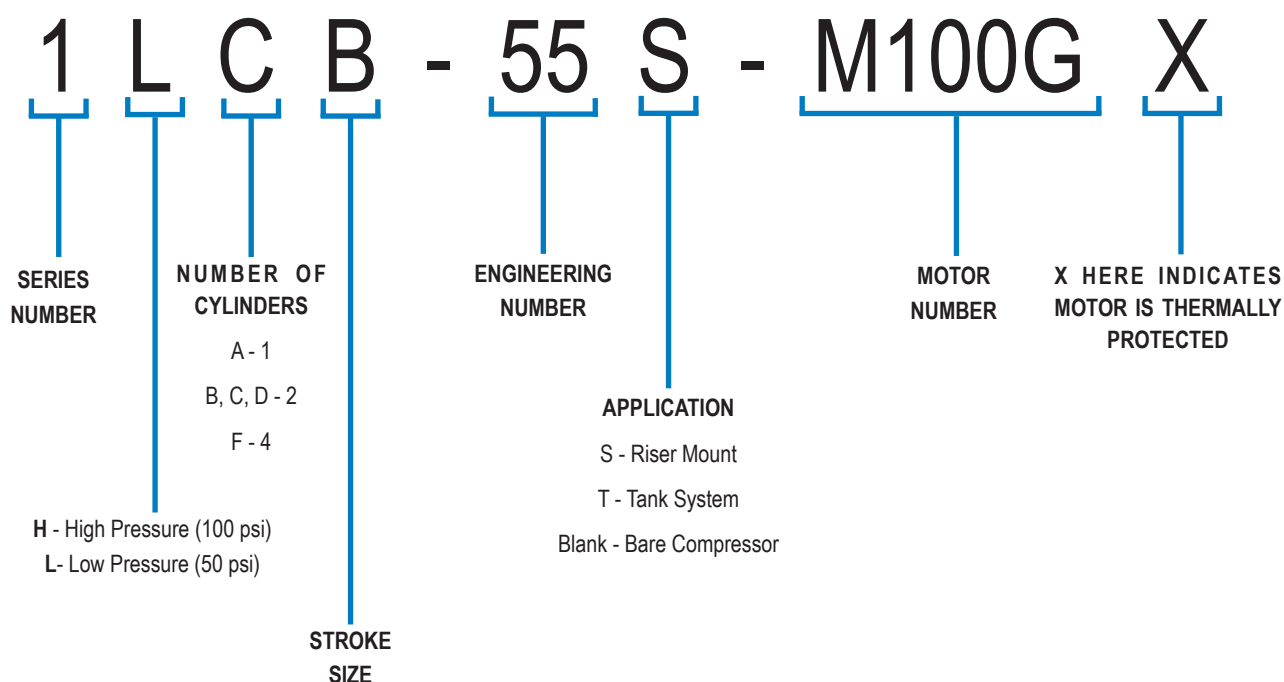 1 L C B - 55 S - M100G X
SERIES
NUMBER
NUMBER OF
CYLINDERS
A - 1
B, C, D - 2
F - 4
ENGINEERING
NUMBER
MOTOR
NUMBER
X HERE INDICATES
MOTOR IS THERMALLY
PROTECTED
APPLICATION
S - Riser Mount
T - Tank System
Blank - Bare Compressor
H - High Pressure (100 psi)
L- Low Pressure (50 psi)
STROKE
SIZE